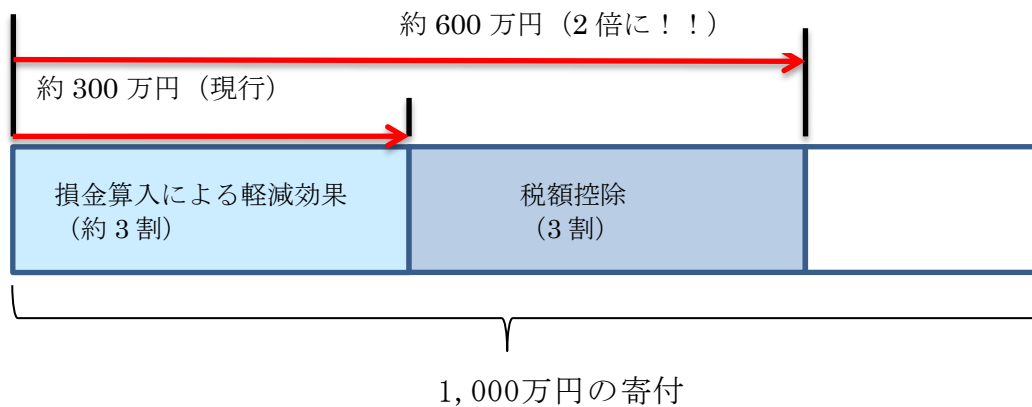 約 600 万円（2 倍に！！）
約 300 万円（現行）
損金算入による軽減効果
（約 3 割）
税額控除
（3 割）
1,000万円の寄付